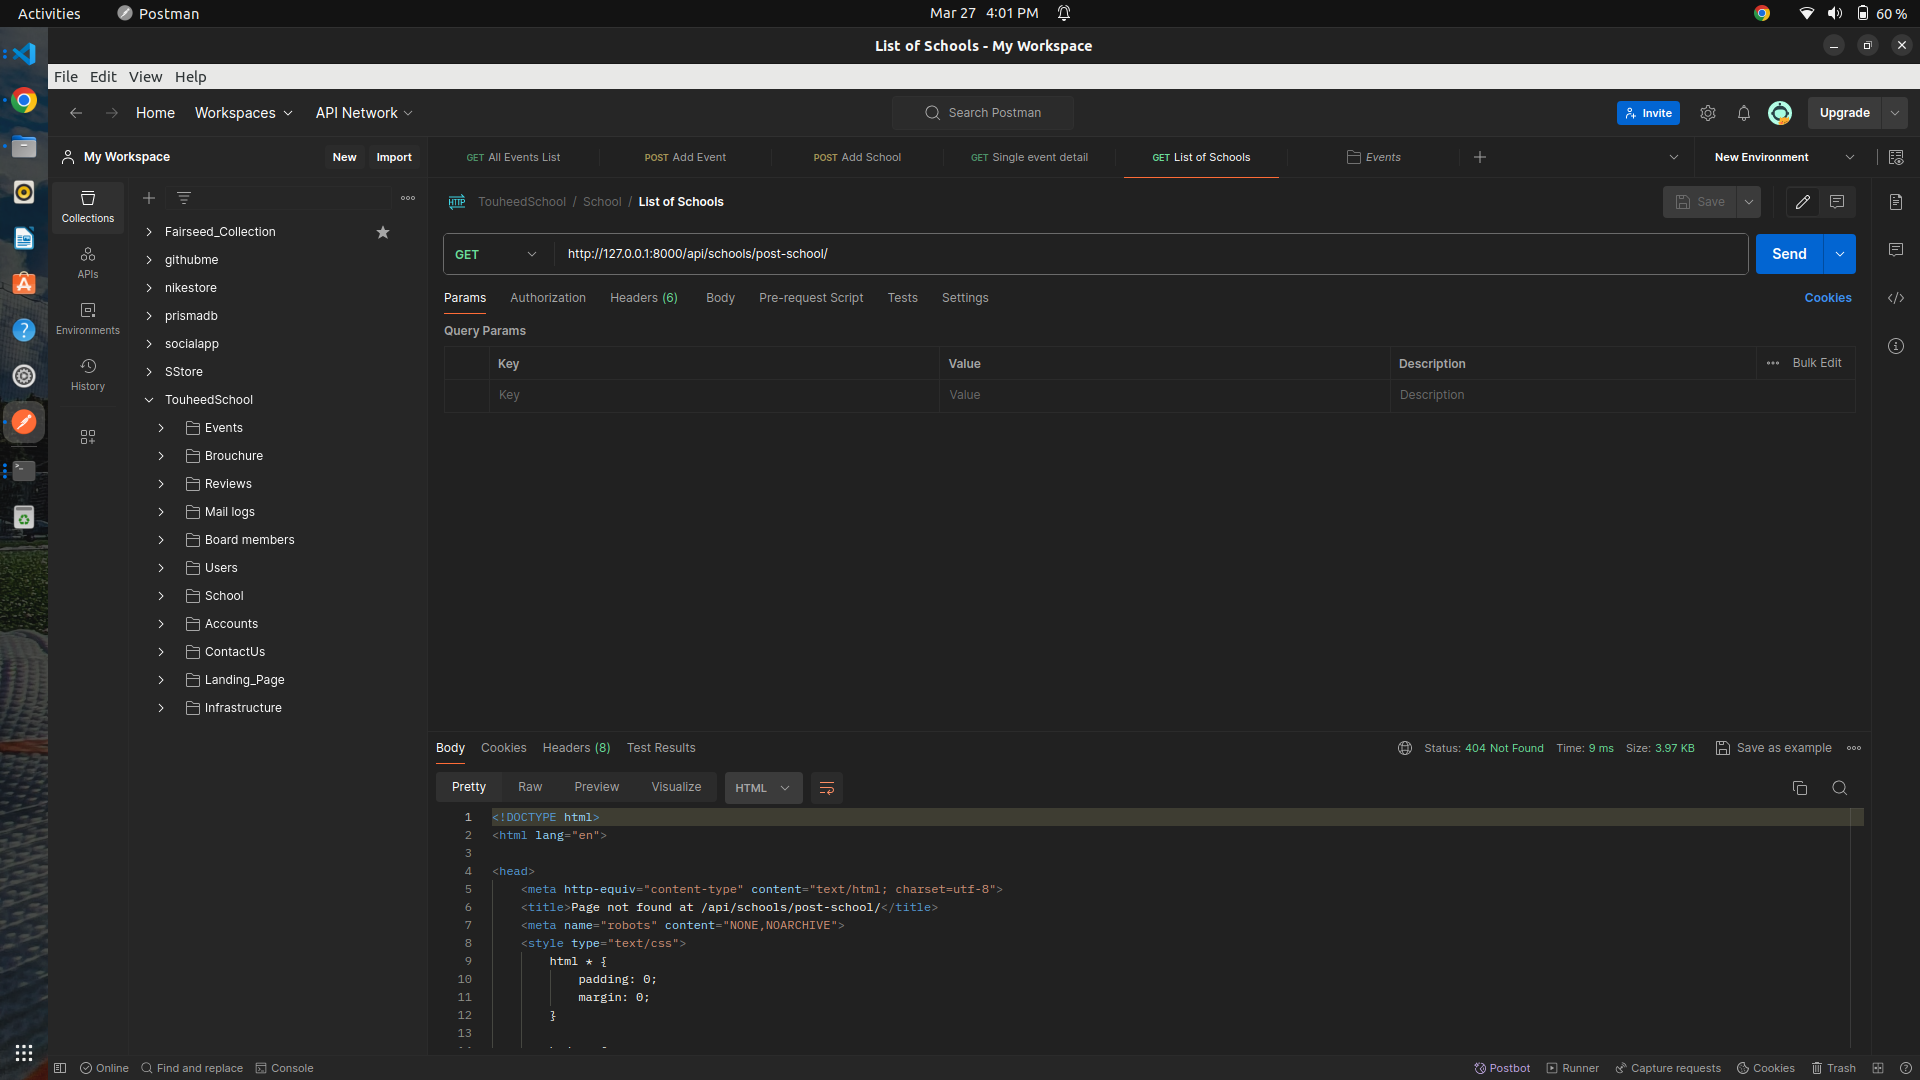 Activities Postman Mar 27 4:01 PM 60 %
List of Schools - My Workspace
File Edit View Help
Home Workspaces API Network Search Postman Invite Upgrade
My Workspace New Import GET All Events List POST Add Event POST Add School GET Single event detail GET List of Schools Events New Environment
Collections
APIs
Environments
History
Fairseed_Collection
githubme
nikestore
prismadb
socialapp
SStore
TouheedSchool
Events
Brouchure
Reviews
Mail logs
Board members
Users
School
Accounts
ContactUs
Landing_Page
Infrastructure
HTTP TouheedSchool / School / List of Schools Save
GET http://127.0.0.1:8000/api/schools/post-school/ Send
Params Authorization Headers (6) Body Pre-request Script Tests Settings Cookies
Query Params
Key Value Description Bulk Edit
Key Value Description
Body Cookies Headers (8) Test Results Status: 404 Not Found Time: 9 ms Size: 3.97 KB Save as example
Pretty Raw Preview Visualize HTML
1 <!DOCTYPE html>
2 <html lang="en">
3
4 <head>
5 <meta http-equiv="content-type" content="text/html; charset=utf-8">
6 <title>Page not found at /api/schools/post-school/</title>
7 <meta name="robots" content="NONE,NOARCHIVE">
8 <style type="text/css">
9 html * {
10 padding: 0;
11 margin: 0;
12 }
13
Online Find and replace Console Postbot Runner Capture requests Cookies Trash